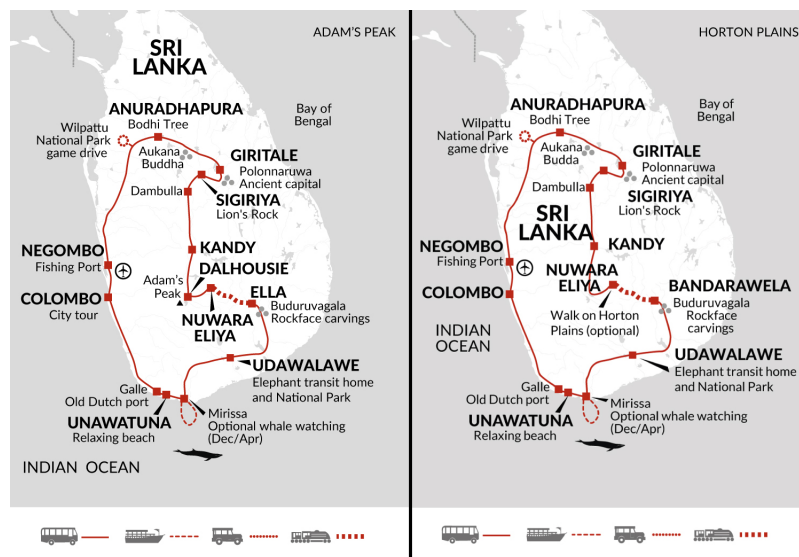 ADAM'S PEAK
SRI
LANKA
ANURADHAPURA
Bodhi Tree
Bay of
Bengal
Wilpattu
National Park
game drive
Aukana
Buddha
GIRITALE
Polonnaruwa
Ancient capital
Dambulla
SIGIRIYA
Lion's Rock
NEGOMBO
Fishing Port
KANDY
DALHOUSIE
Adam's
Peak
ELLA
COLOMBO
City tour
Buduruvagala
Rockface carvings
NUWARA
ELIYA
UDAWALAWE
Elephant transit home
and National Park
Galle
Old Dutch port
UNAWATUNA
Relaxing beach
Mirissa
Optional whale watching
(Dec/Apr)
INDIAN OCEAN
HORTON PLAINS
ANURADHAPURA
Bodhi Tree
Bay of
Bengal
Wilpattu
National Park
game drive
Aukana
Budda
GIRITALE
Polonnaruwa
Ancient capital
Dambulla
SIGIRIYA
Lion's Rock
SRI
LANKA
NEGOMBO
Fishing Port
KANDY
NUWARA
ELIYA
COLOMBO
BANDARAWELA
Buduruvagala
Rockface
carvings
Walk on Horton
Plains (optional)
INDIAN
OCEAN
UDAWALAWE
Elephant transit home
and National Park
Galle
Old Dutch port
UNAWATUNA
Relaxing beach
Mirissa
Optional whale watching
(Dec/Apr)